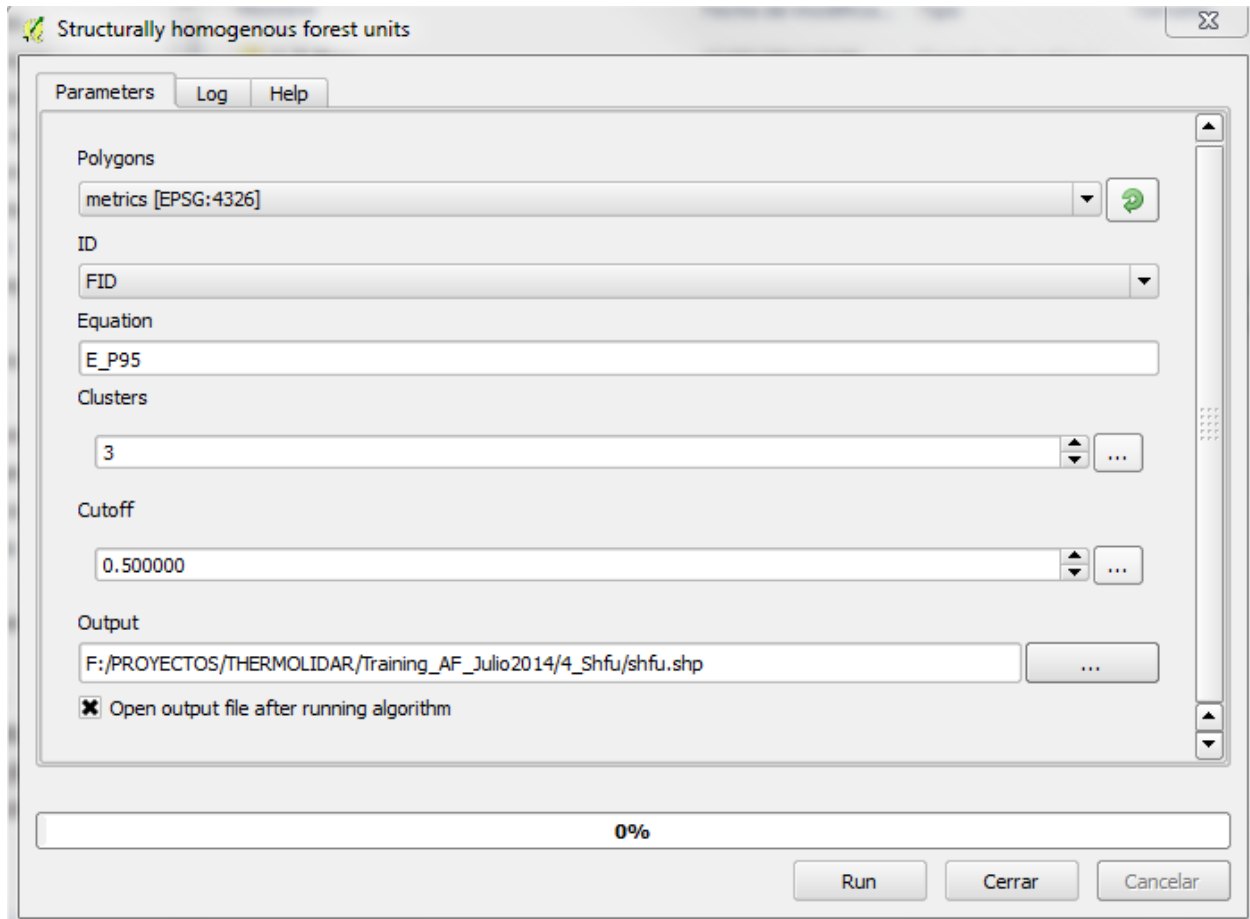 Structurally homogenous forest units
Parameters Log Help
Polygons
metrics [EPSG:4326]
ID
FID
Equation
E_P95
Clusters
3
...
Cutoff
0.500000
...
Output
F:/PROYECTOS/THERMOLIDAR/Training_AF_Julio2014/4_Shfu/shfu.shp
...
Open output file after running algorithm
0%
Run Cerrar Cancelar